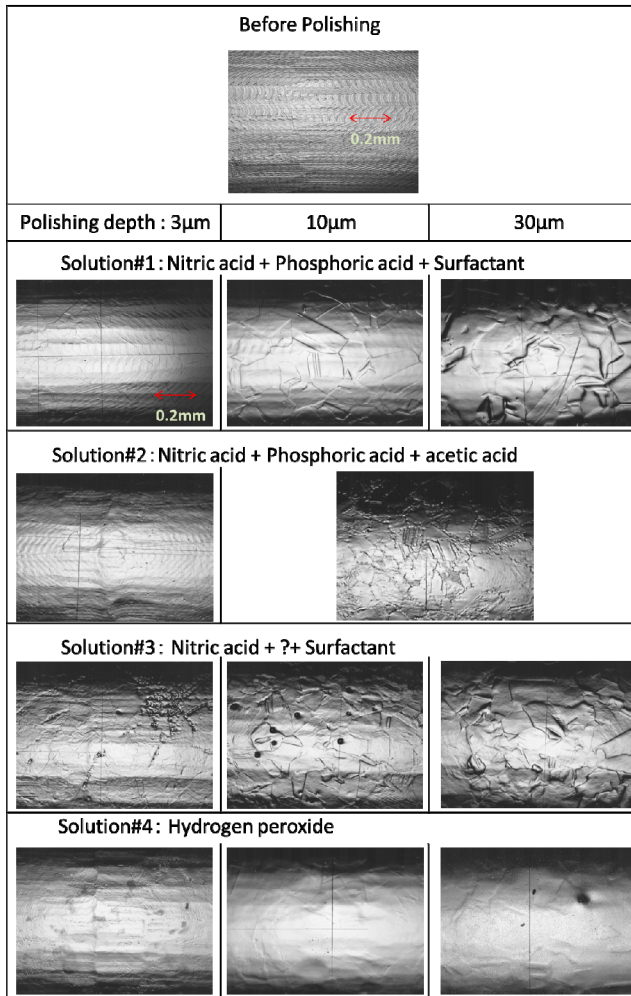 Before Polishing
0.2mm
Polishing depth : 3μm 10μm 30μm
Solution#1: Nitric acid + Phosphoric acid + Surfactant
0.2mm
Solution#2: Nitric acid + Phosphoric acid + acetic acid
Solution#3: Nitric acid + ?+ Surfactant
Solution#4: Hydrogen peroxide